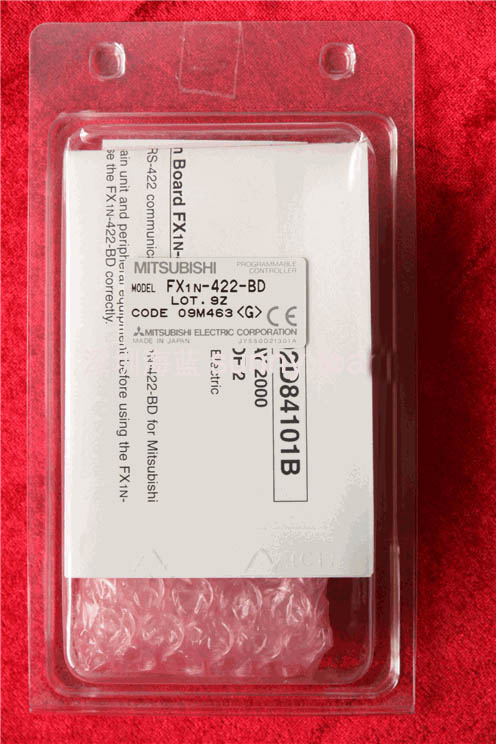 MITSUBISHI
PROGRAMMABLE
CONTROLLER
MODEL FX1N-422-BD
LOT. 9Z
CODE 09M463<G> CE
MITSUBISHI ELECTRIC CORPORATION
MADE IN JAPAN JY550D21301A
n Board FX1N-
RS-422 communic
ain unit and peripheral equipment before using the FX1N-
se the FX1N-422-BD correctly.
N-422-BD for Mitsubishi
D84101B
2000
OF 2
Electric